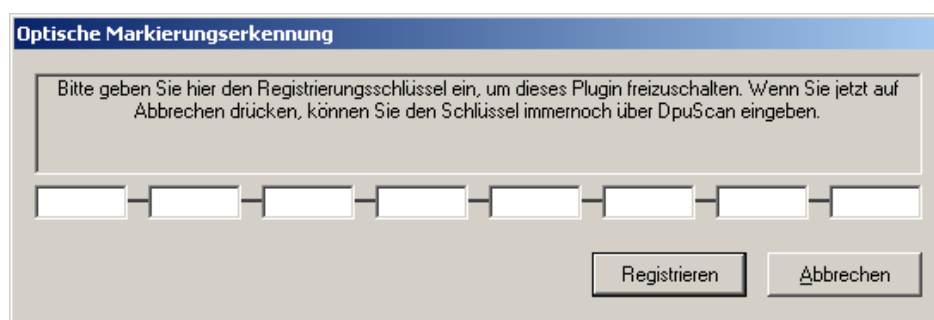 Optische Markierungserkennung
Bitte geben Sie hier den Registrierungsschlüssel ein, um dieses Plugin freizuschalten. Wenn Sie jetzt auf
Abbrechen drücken, können Sie den Schlüssel immernoch über DpuScan eingeben.
Registrieren
Abbrechen